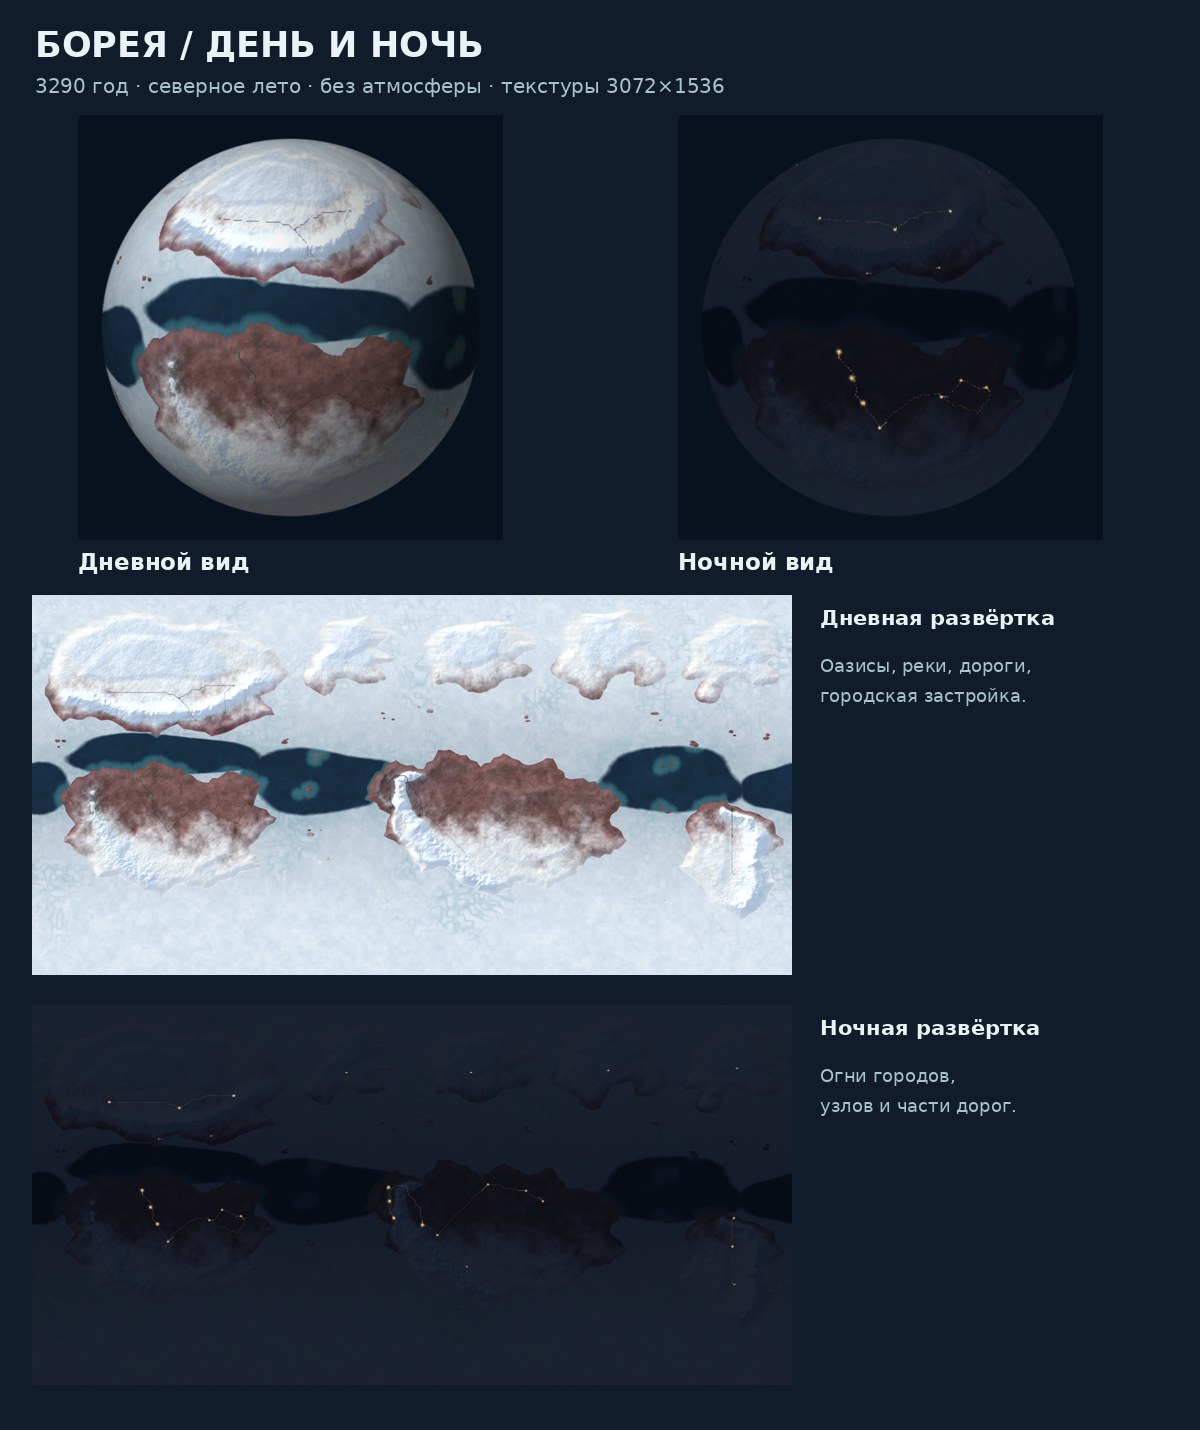 БОРЕЯ / ДЕНЬ И НОЧЬ
3290 год · северное лето · без атмосферы · текстуры 3072×1536
Дневной вид
Ночной вид
Дневная развёртка
Оазисы, реки, дороги,
городская застройка.
Ночная развёртка
Огни городов,
узлов и части дорог.